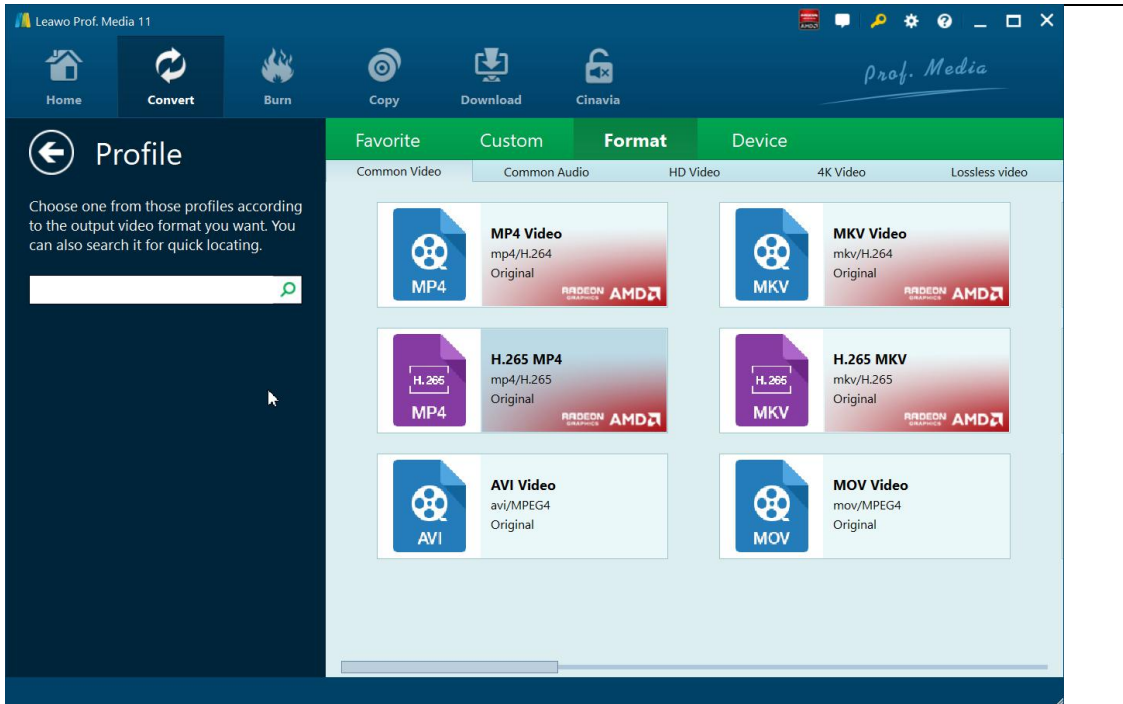 Leawo Prof. Media 11
Home
Convert
Burn
Copy
Download
Cinavia
Prof. Media
Profile
Choose one from those profiles according
to the output video format you want. You
can also search it for quick locating.
Favorite
Custom
Format
Device
Common Video
Common Audio
HD Video
4K Video
Lossless video
MP4
MP4 Video
mp4/H.264
Original
RADEON
GRAPHICS
AMD
MKV
MKV Video
mkv/H.264
Original
RADEON
GRAPHICS
AMD
H.265
MP4
H.265 MP4
mp4/H.265
Original
RADEON
GRAPHICS
AMD
H.265
MKV
H.265 MKV
mkv/H.265
Original
RADEON
GRAPHICS
AMD
AVI
AVI Video
avi/MPEG4
Original
MOV
MOV Video
mov/MPEG4
Original